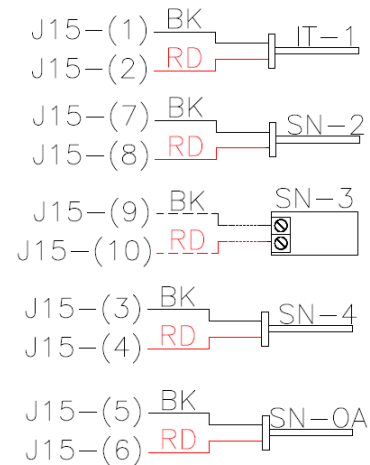 J15-(1) BK IT-1
J15-(2) RD
J15-(7) BK SN-2
J15-(8) RD
SN-3
J15-(9) BK
J15-(10) RD
J15-(3) BK SN-4
J15-(4) RD
J15-(5) BK SN-OA
J15-(6) RD